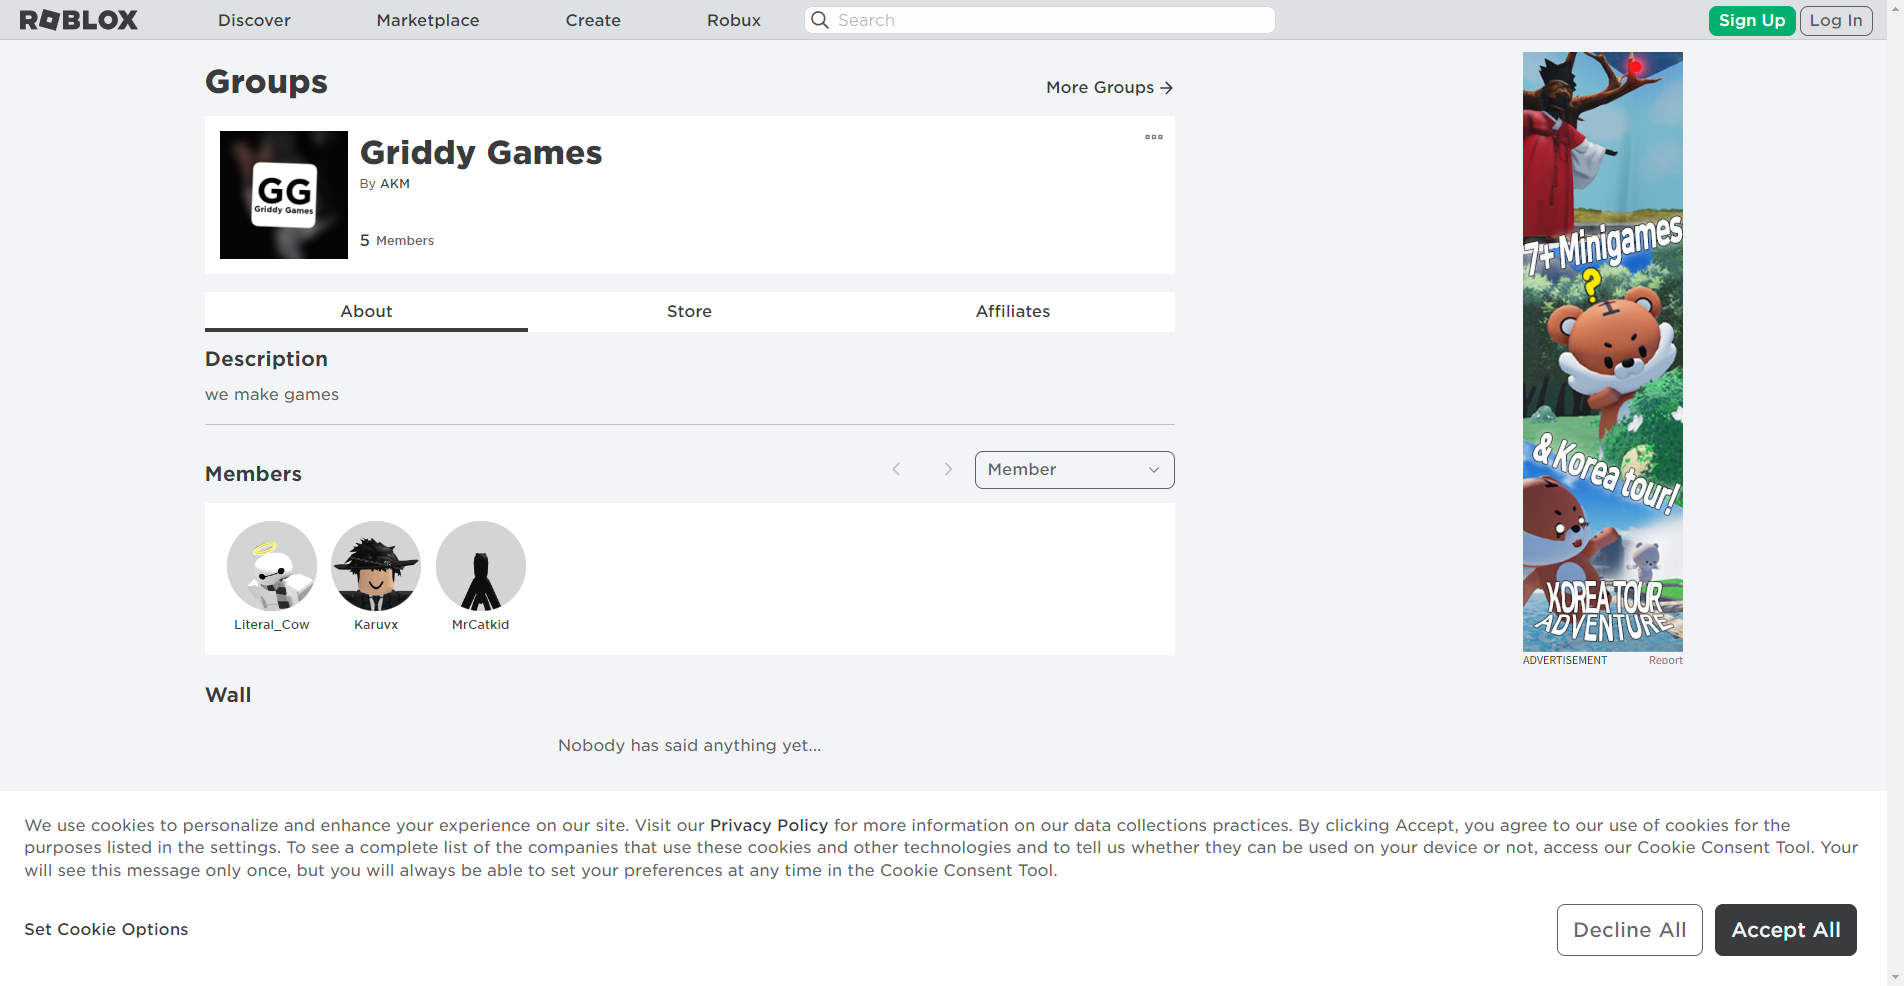 ROBLOX
Discover
Marketplace
Create
Robux
Search
Sign Up
Log In
Groups
More Groups
GG
Griddy Games
Griddy Games
By AKM
5 Members
About
Store
Affiliates
Description
we make games
Members
Member
Literal_Cow
Karuvx
MrCatkid
Wall
Nobody has said anything yet...
7+ Minigames
?
& Korea tour!
KOREA TOUR
ADVENTURE
ADVERTISEMENT
Report
We use cookies to personalize and enhance your experience on our site. Visit our Privacy Policy for more information on our data collections practices. By clicking Accept, you agree to our use of cookies for the
purposes listed in the settings. To see a complete list of the companies that use these cookies and other technologies and to tell us whether they can be used on your device or not, access our Cookie Consent Tool. Your
will see this message only once, but you will always be able to set your preferences at any time in the Cookie Consent Tool.
Set Cookie Options
Decline All
Accept All